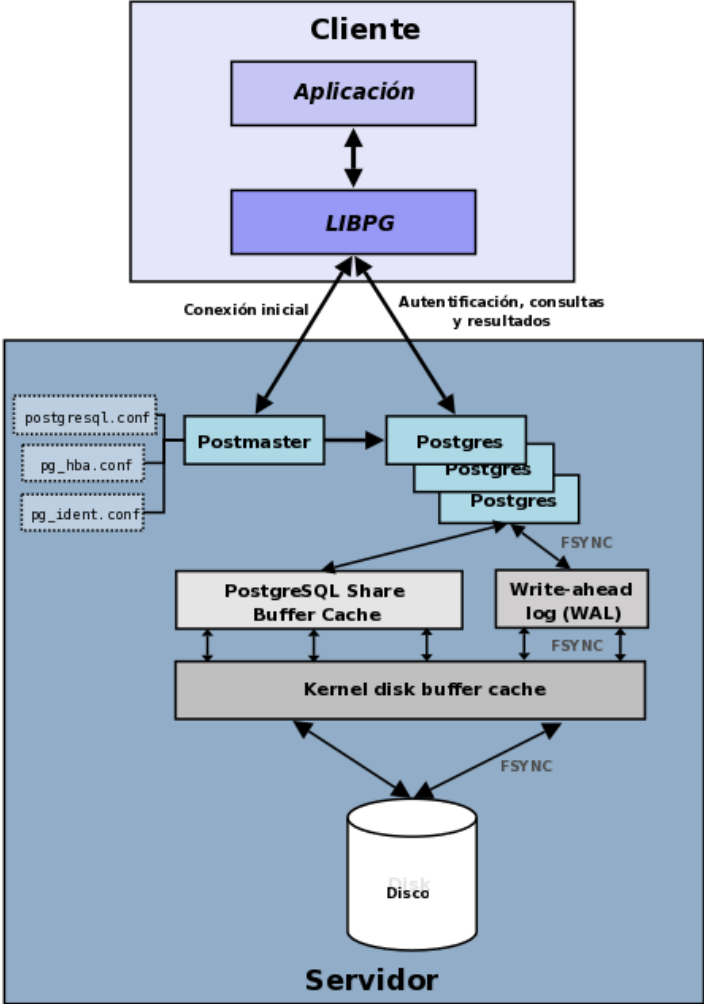 Cliente
Aplicación
LIBPG
Conexión inicial
Autentificación, consultas
y resultados
postgresql.conf
pg_hba.conf
pg_ident.conf
Postmaster
Postgres
Postgres
Postgres
FSYNC
PostgreSQL Share
Buffer Cache
Write-ahead
log (WAL)
FSYNC
Kernel disk buffer cache
FSYNC
Disk
Disco
Servidor